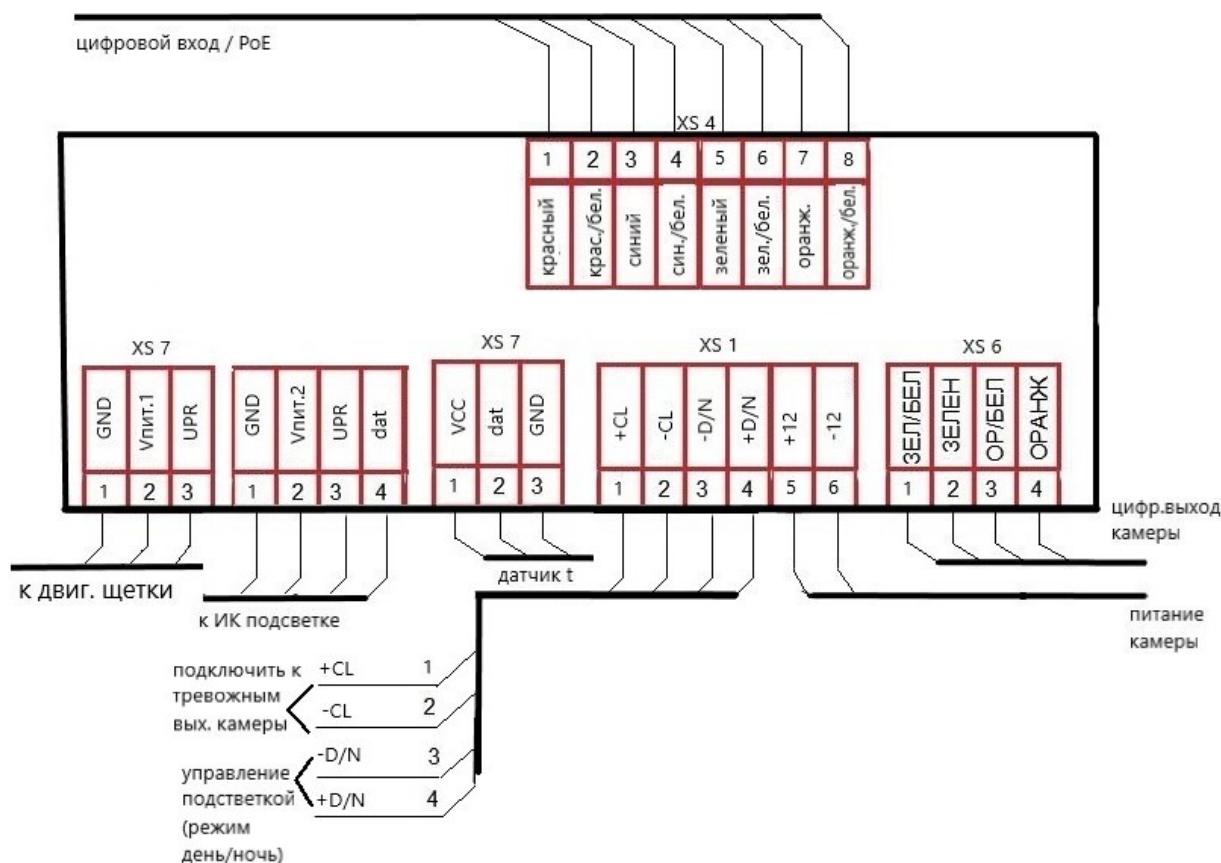 цифровой вход / PoE
XS 4
1 2 3 4 5 6 7 8
красный
крас./бел.
синий
син./бел.
зеленый
зел./бел.
оранж.
оранж./бел.
XS 7
GND
Vпит.1
UPR
1 2 3
GND
Vпит.2
UPR
dat
1 2 3 4
XS 7
VCC
dat
GND
1 2 3
XS 1
+CL
-CL
-D/N
+D/N
+12
-12
1 2 3 4 5 6
XS 6
ЗЕЛ/БЕЛ
ЗЕЛЕН
ОР/БЕЛ
ОРАНЖ
1 2 3 4
цифр.выход
камеры
к двиг. щетки
к ИК подсветке
датчик t
питание
камеры
подключить к
тревожным
вых. камеры
+CL 1
-CL 2
управление
подстветкой
(режим
день/ночь)
-D/N 3
+D/N 4